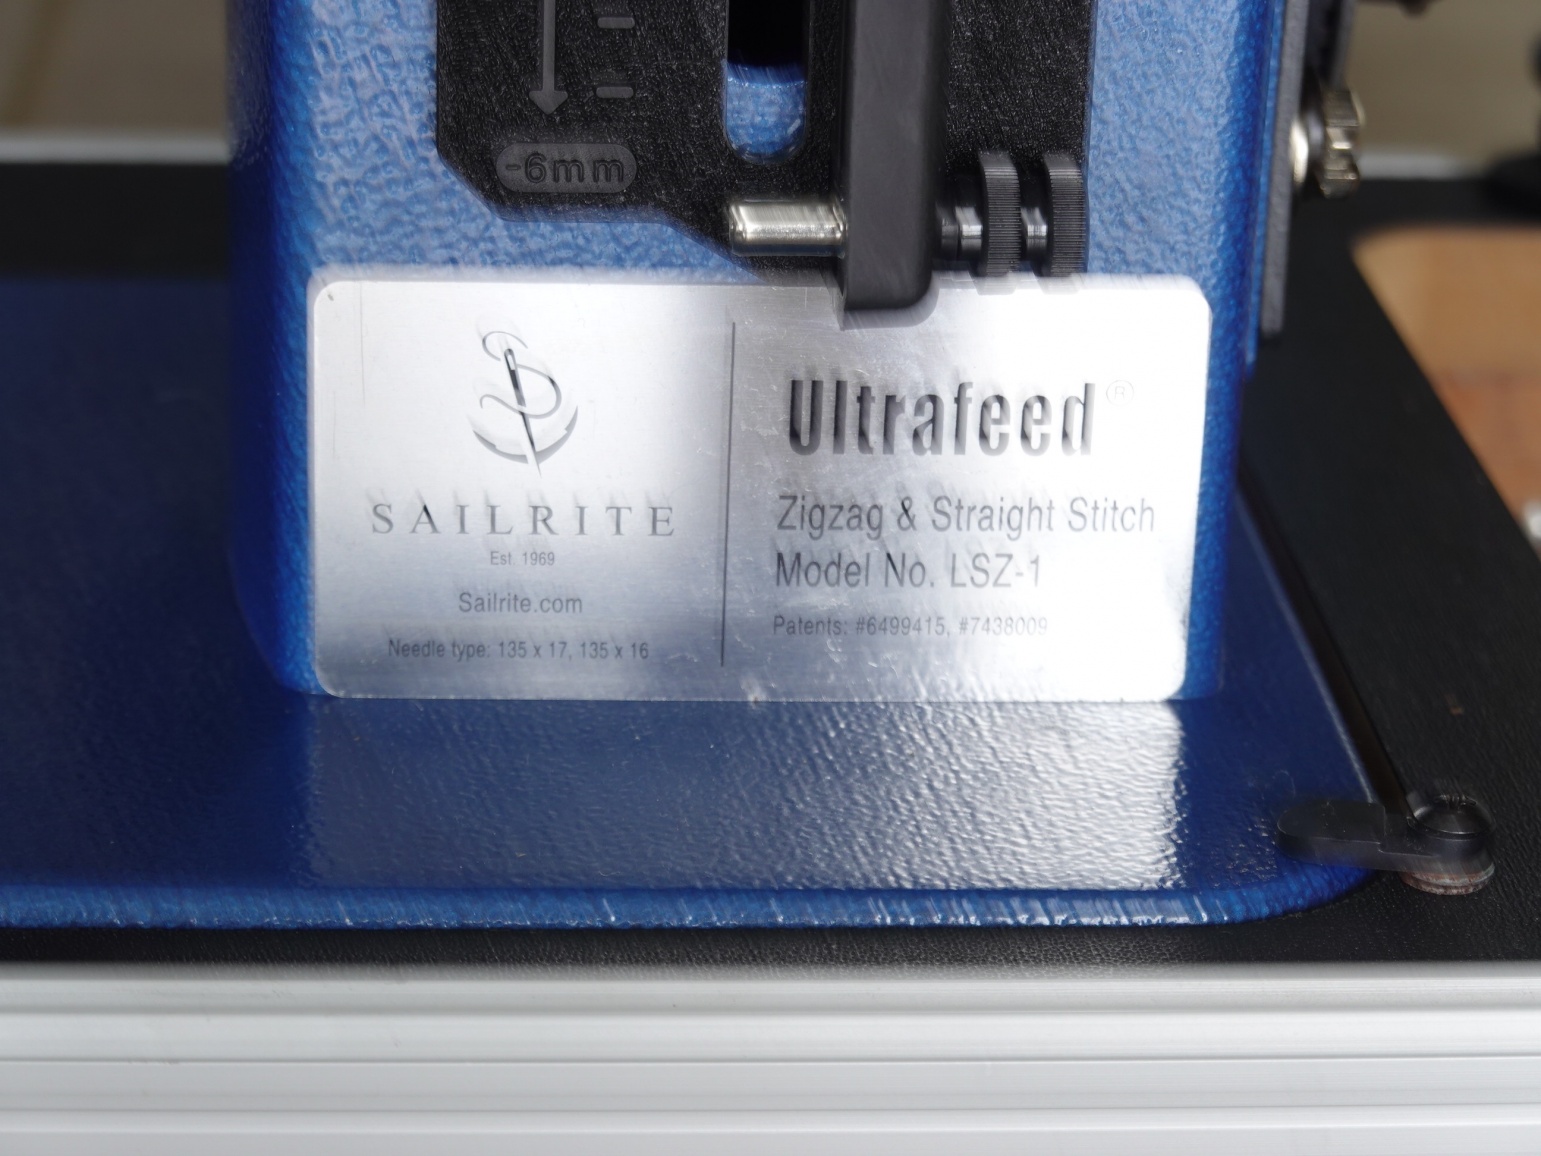 -6mm
SAILRITE
Est. 1969
Sailrite.com
Needle type: 135 x 17, 135 x 16
Ultrafeed®
Zigzag & Straight Stitch
Model No. LSZ-1
Patents: #6499415, #7438009